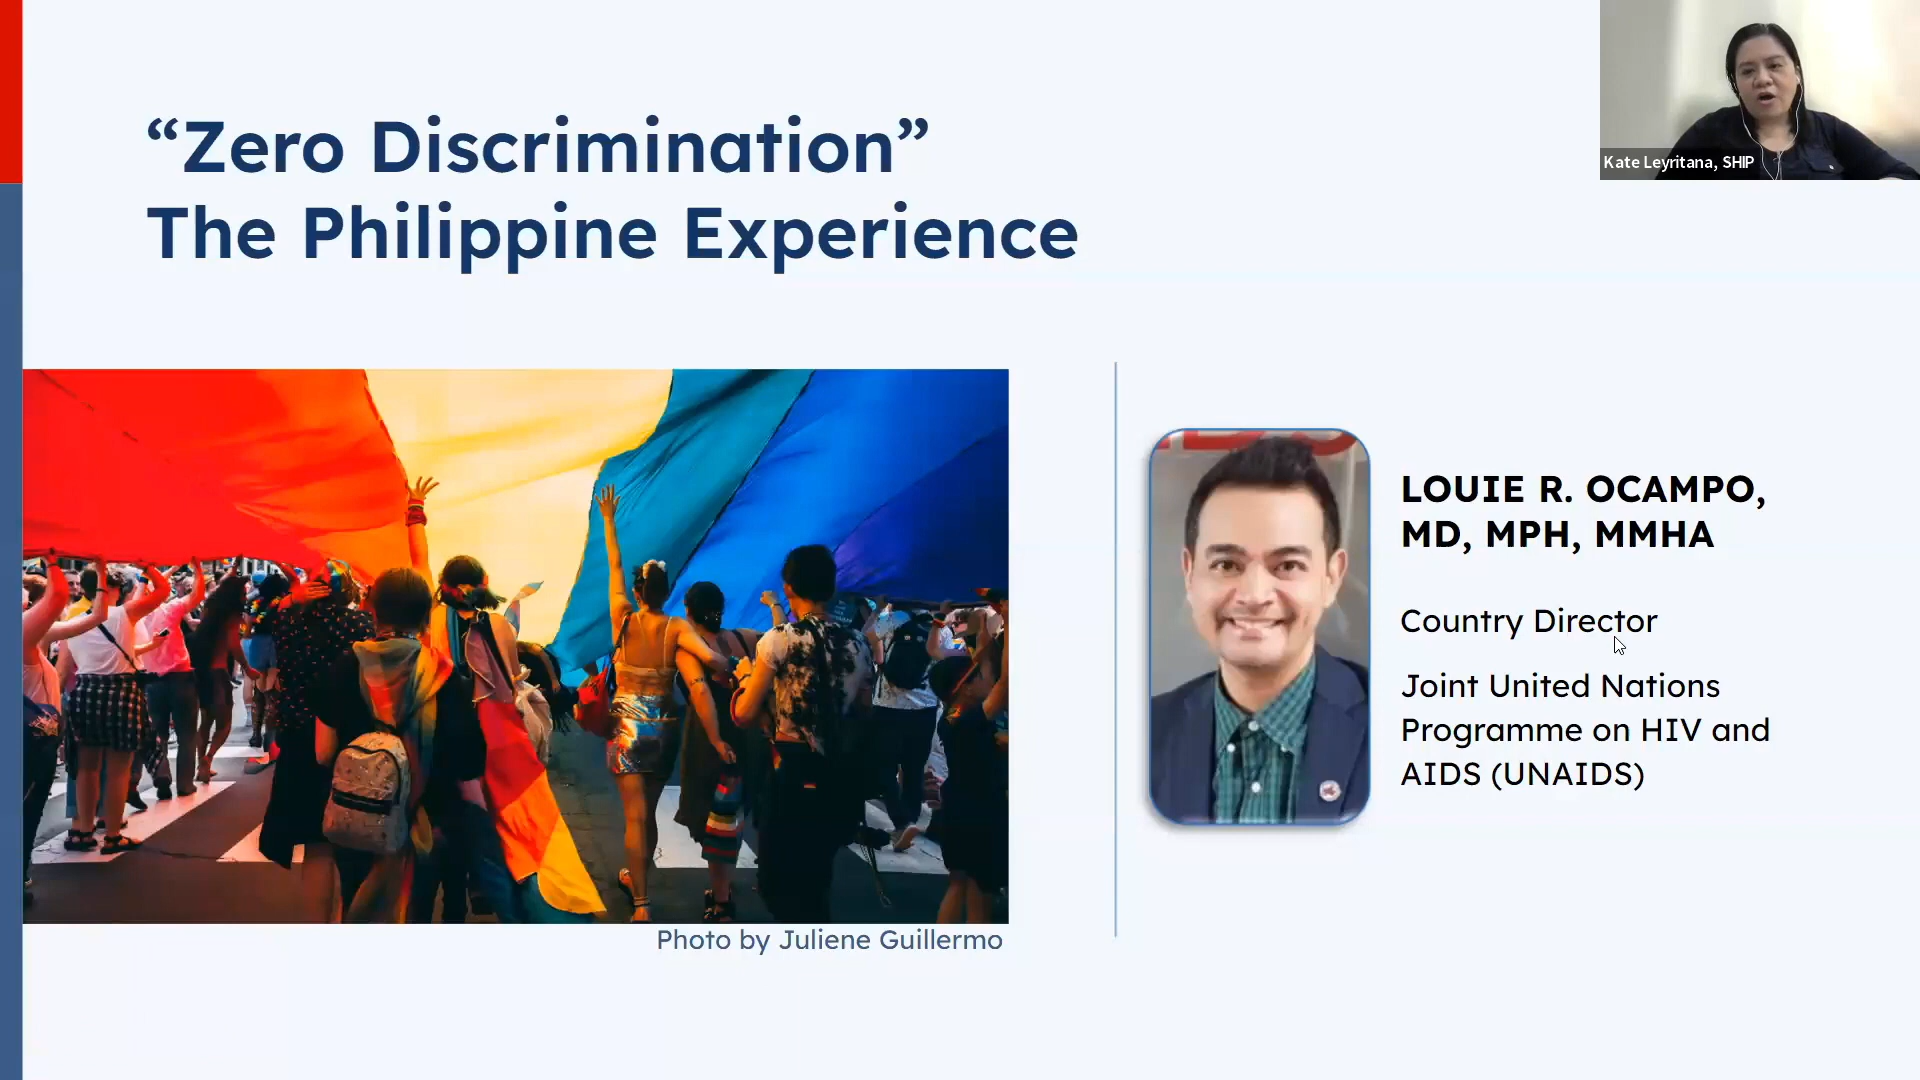 “Zero Discrimination”
The Philippine Experience
Kate Leyritana, SHIP
LOUIE R. OCAMPO,
MD, MPH, MMHA
Country Director
Joint United Nations
Programme on HIV and
AIDS (UNAIDS)
Photo by Juliene Guillermo